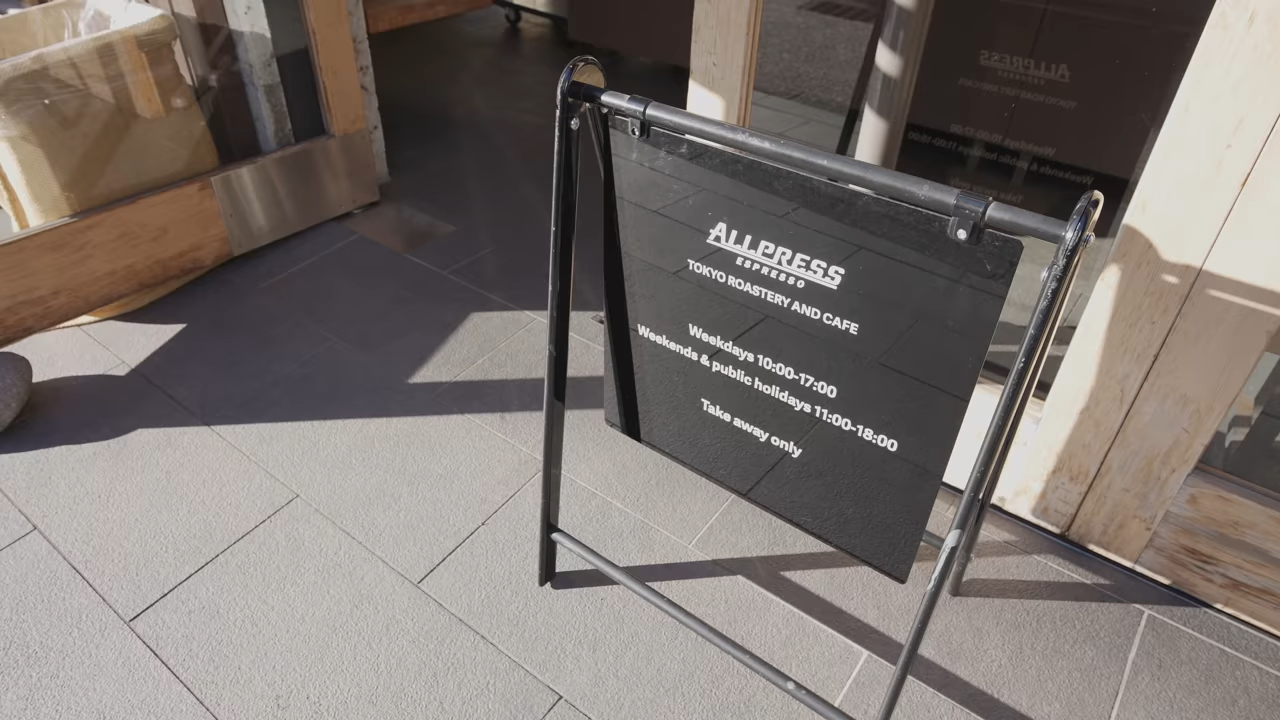 ALLPRESS
ESPRESSO
TOKYO ROASTERY AND CAFE
Weekdays 10:00-17:00
Weekends & public holidays 11:00-18:00
Take away only